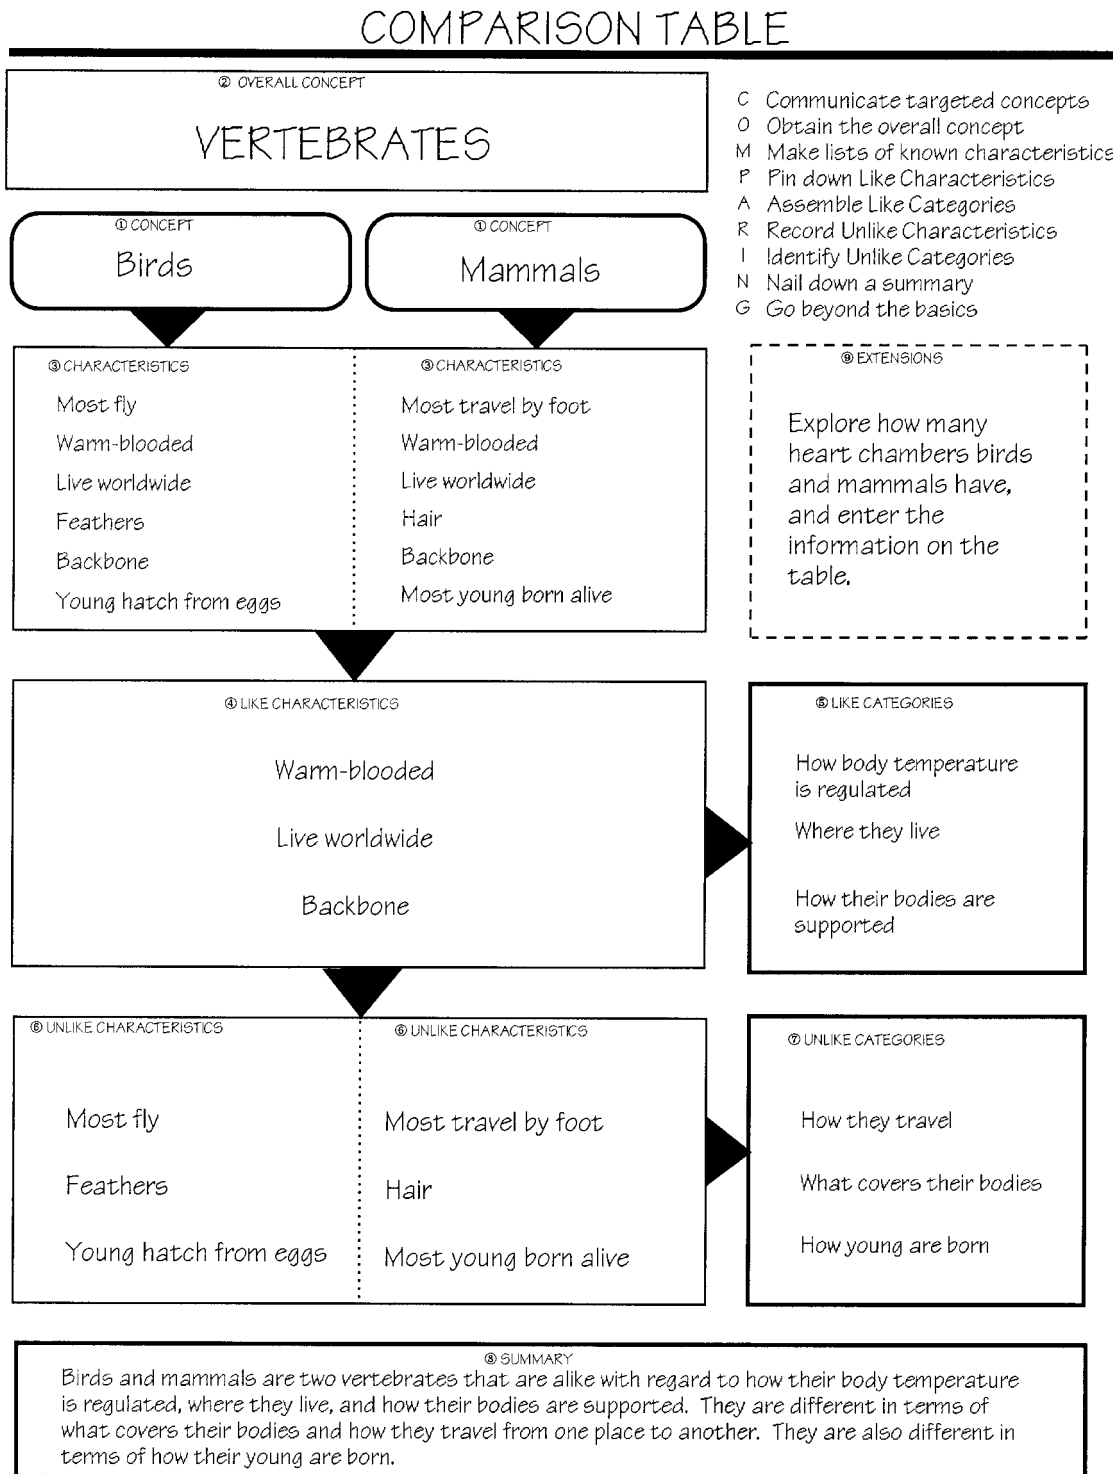 COMPARISON TABLE
② OVERALL CONCEPT
VERTEBRATES
C Communicate targeted concepts
O Obtain the overall concept
M Make lists of known characteristics
P Pin down Like Characteristics
A Assemble Like Categories
R Record Unlike Characteristics
I Identify Unlike Categories
N Nail down a summary
G Go beyond the basics
① CONCEPT
Birds
① CONCEPT
Mammals
③ CHARACTERISTICS
Most fly
Warm-blooded
Live worldwide
Feathers
Backbone
Young hatch from eggs
③ CHARACTERISTICS
Most travel by foot
Warm-blooded
Live worldwide
Hair
Backbone
Most young born alive
⑨ EXTENSIONS
Explore how many
heart chambers birds
and mammals have,
and enter the
information on the
table.
④ LIKE CHARACTERISTICS
Warm-blooded
Live worldwide
Backbone
⑤ LIKE CATEGORIES
How body temperature
is regulated
Where they live
How their bodies are
supported
⑥ UNLIKE CHARACTERISTICS
Most fly
Feathers
Young hatch from eggs
⑥ UNLIKE CHARACTERISTICS
Most travel by foot
Hair
Most young born alive
⑦ UNLIKE CATEGORIES
How they travel
What covers their bodies
How young are born
⑧ SUMMARY
Birds and mammals are two vertebrates that are alike with regard to how their body temperature
is regulated, where they live, and how their bodies are supported. They are different in terms of
what covers their bodies and how they travel from one place to another. They are also different in
terms of how their young are born.